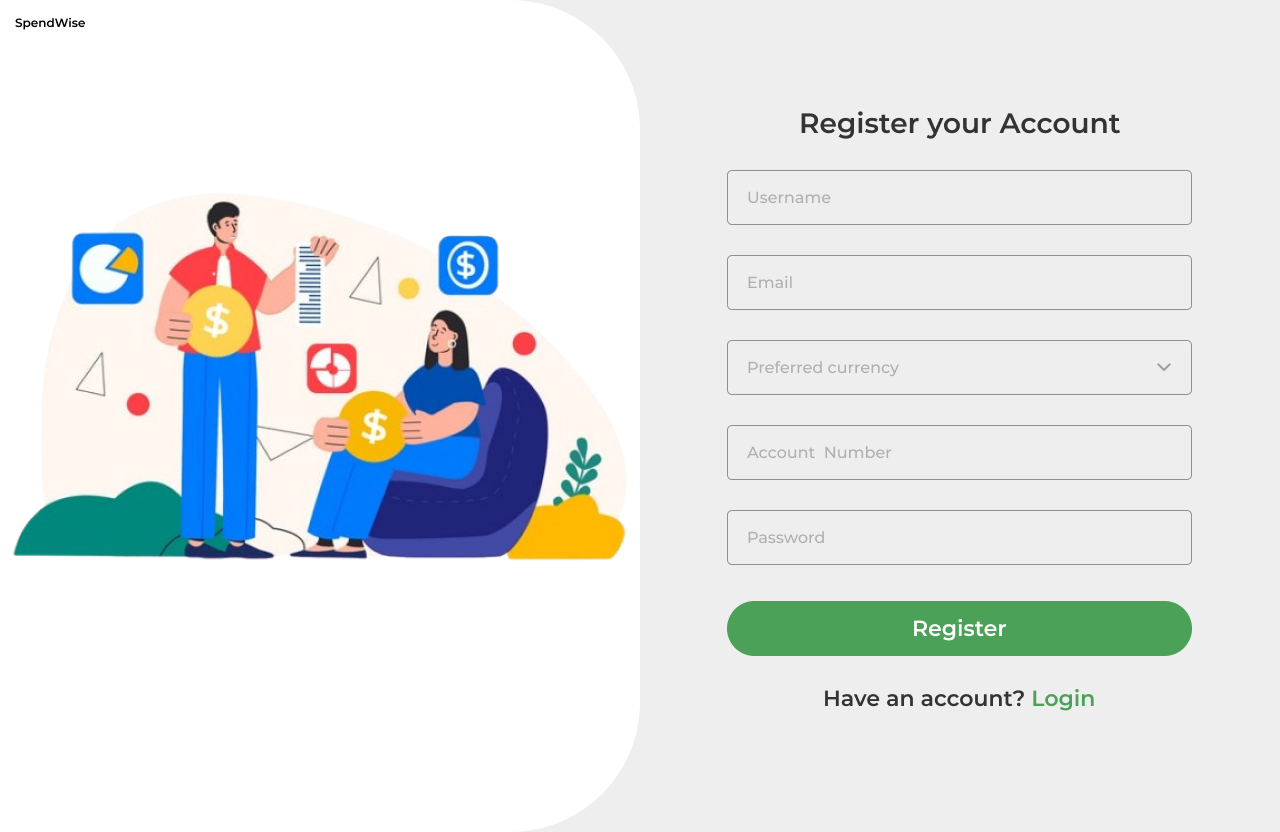 SpendWise
Register your Account
Username
Email
Preferred currency
Account  Number
Password
Register
Have an account? Login
$
$
$